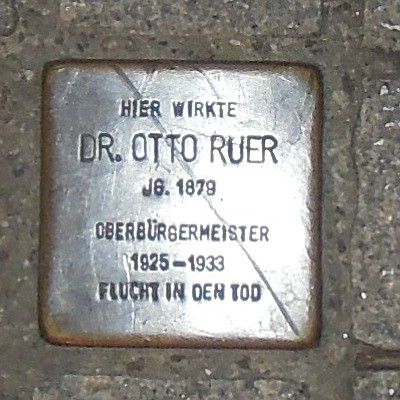 HIER WIRKTE
DR. OTTO RUER
JG. 1879
OBERBÜRGERMEISTER
1925-1933
FLUCHT IN DEN TOD